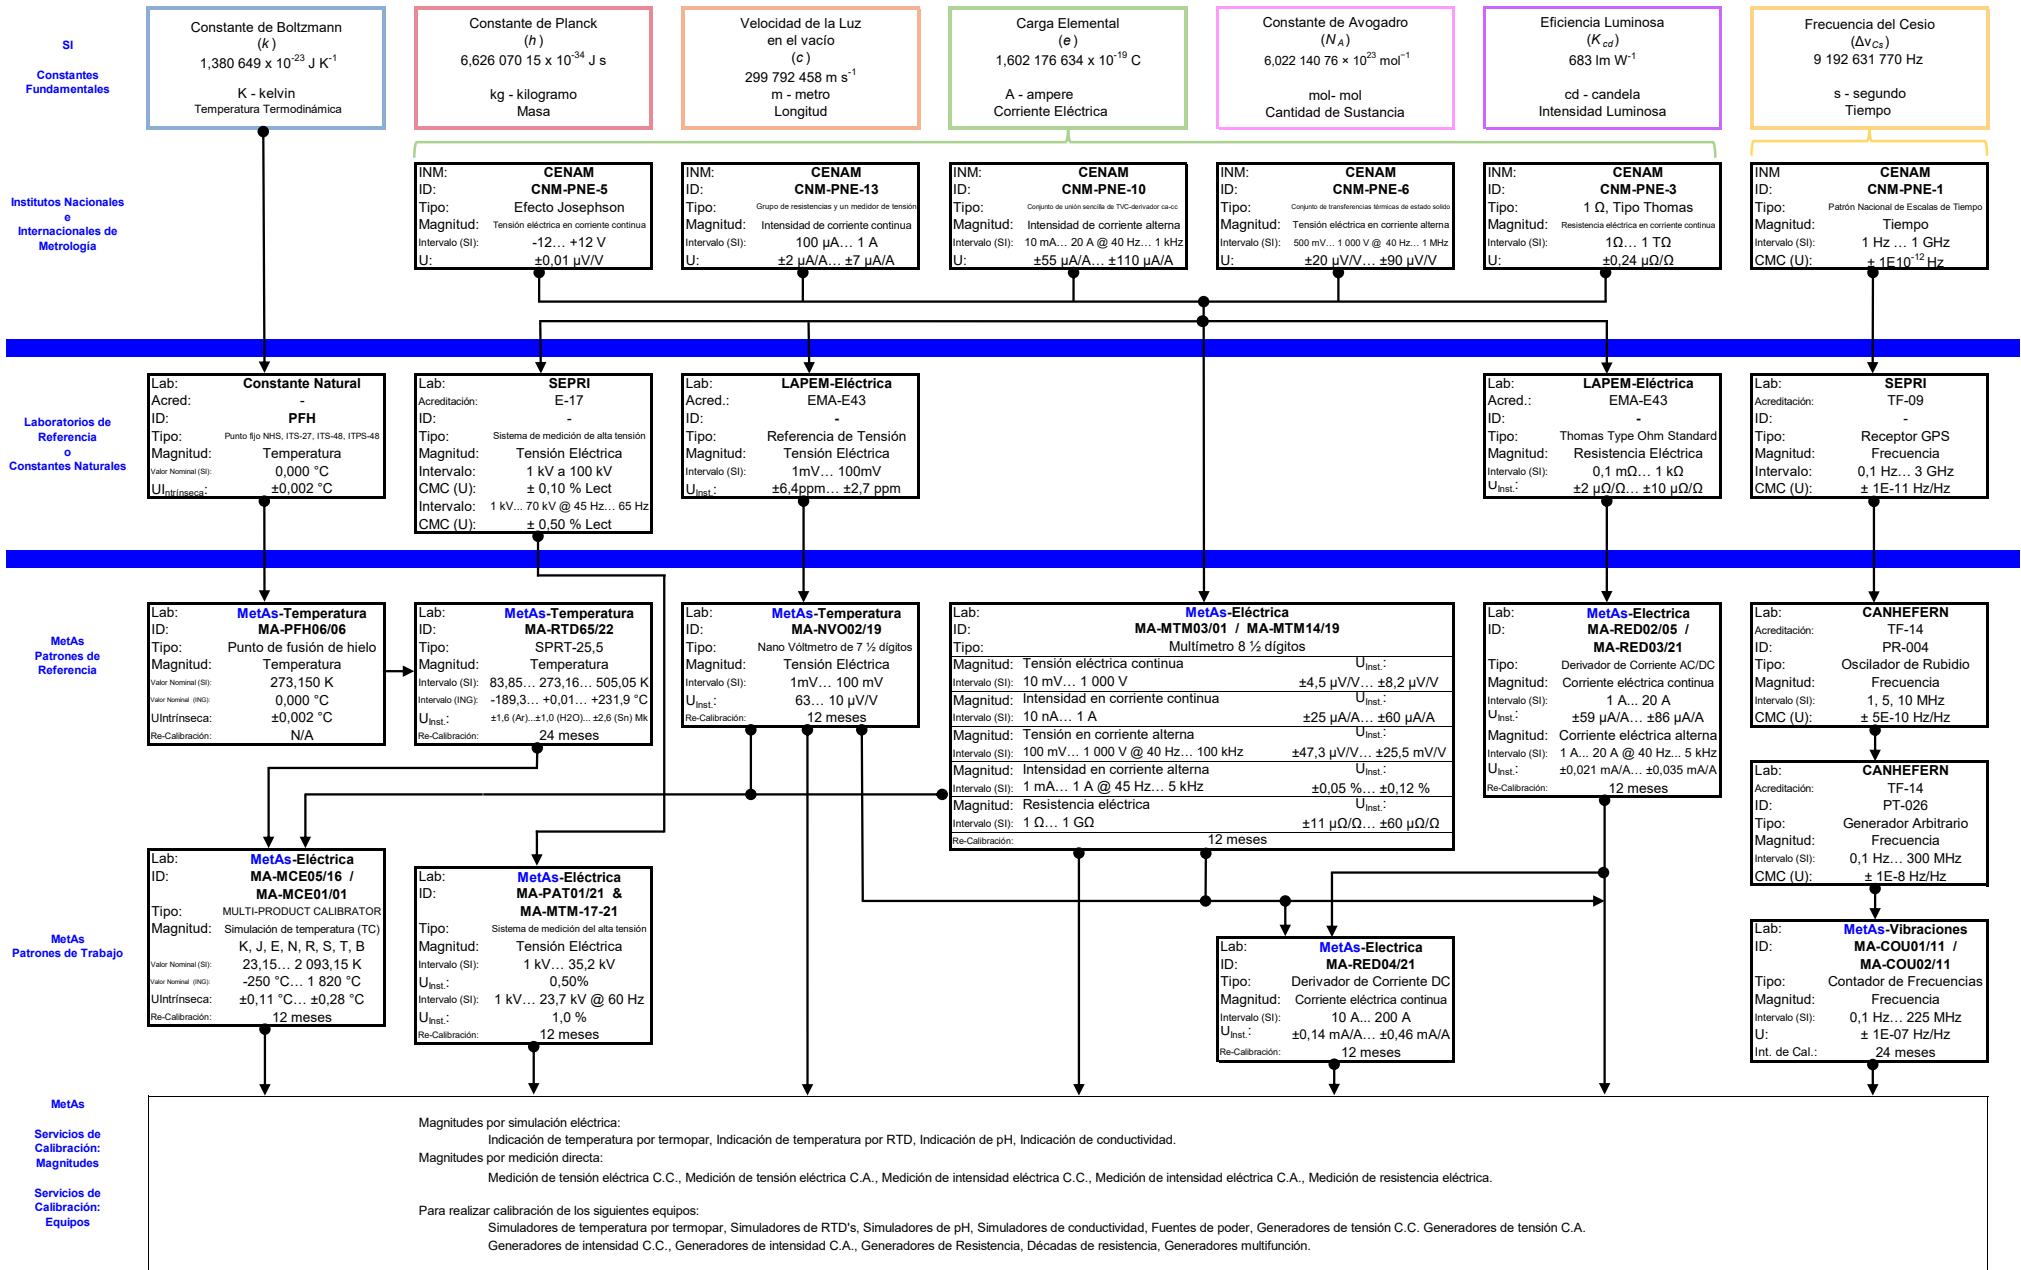 SI
Constantes
Fundamentales
Constante de Boltzmann
(k)
1,380 649 x 10⁻²³ J K⁻¹
K - kelvin
Temperatura Termodinámica
Constante de Planck
(h)
6,626 070 15 x 10⁻³⁴ J s
kg - kilogramo
Masa
Velocidad de la Luz
en el vacío
(c)
299 792 458 m s⁻¹
m - metro
Longitud
Carga Elemental
(e)
1,602 176 634 x 10⁻¹⁹ C
A - ampere
Corriente Eléctrica
Constante de Avogadro
(N_A)
6,022 140 76 × 10²³ mol⁻¹
mol- mol
Cantidad de Sustancia
Eficiencia Luminosa
(K_cd)
683 lm W⁻¹
cd - candela
Intensidad Luminosa
Frecuencia del Cesio
(Δv_Cs)
9 192 631 770 Hz
s - segundo
Tiempo
Institutos Nacionales
e
Internacionales de
Metrología
INM: CENAM
ID: CNM-PNE-5
Tipo: Efecto Josephson
Magnitud: Tensión eléctrica en corriente continua
Intervalo (SI): -12... +12 V
U: ±0,01 µV/V
INM: CENAM
ID: CNM-PNE-13
Tipo: Grupo de resistencias y un medidor de tensión
Magnitud: Intensidad de corriente continua
Intervalo (SI): 100 µA... 1 A
U: ±2 µA/A... ±7 µA/A
INM: CENAM
ID: CNM-PNE-10
Tipo: Conjunto de unión sencilla de TVC-derivador ca-cc
Magnitud: Intensidad de corriente alterna
Intervalo (SI): 10 mA... 20 A @ 40 Hz... 1 kHz
U: ±55 µA/A... ±110 µA/A
INM: CENAM
ID: CNM-PNE-6
Tipo: Conjunto de transferencias térmicas de estado solido
Magnitud: Tensión eléctrica en corriente alterna
Intervalo (SI): 500 mV... 1 000 V @ 40 Hz... 1 MHz
U: ±20 µV/V... ±90 µV/V
INM: CENAM
ID: CNM-PNE-3
Tipo: 1 Ω, Tipo Thomas
Magnitud: Resistencia eléctrica en corriente continua
Intervalo (SI): 1Ω... 1 TΩ
U: ±0,24 µΩ/Ω
INM CENAM
ID: CNM-PNE-1
Tipo: Patrón Nacional de Escalas de Tiempo
Magnitud: Tiempo
Intervalo (SI): 1 Hz ... 1 GHz
CMC (U): ± 1E10⁻¹² Hz
Laboratorios de
Referencia
o
Constantes Naturales
Lab: Constante Natural
Acred: -
ID: PFH
Tipo: Punto fijo NHS, ITS-27, ITS-48, ITPS-48
Magnitud: Temperatura
Valor Nominal (SI): 0,000 °C
UIntrínseca: ±0,002 °C
Lab: SEPRI
Acreditación: E-17
ID: -
Tipo: Sistema de medición de alta tensión
Magnitud: Tensión Eléctrica
Intervalo: 1 kV a 100 kV
CMC (U): ± 0,10 % Lect
Intervalo: 1 kV... 70 kV @ 45 Hz... 65 Hz
CMC (U): ± 0,50 % Lect
Lab: LAPEM-Eléctrica
Acred.: EMA-E43
ID: -
Tipo: Referencia de Tensión
Magnitud: Tensión Eléctrica
Intervalo (SI): 1mV... 100mV
U_Inst.: ±6,4ppm... ±2,7 ppm
Lab: LAPEM-Eléctrica
Acred.: EMA-E43
ID: -
Tipo: Thomas Type Ohm Standard
Magnitud: Resistencia Eléctrica
Intervalo (SI): 0,1 mΩ... 1 kΩ
U_Inst.: ±2 µΩ/Ω... ±10 µΩ/Ω
Lab: SEPRI
Acreditación: TF-09
ID: -
Tipo: Receptor GPS
Magnitud: Frecuencia
Intervalo: 0,1 Hz... 3 GHz
CMC (U): ± 1E-11 Hz/Hz
MetAs
Patrones de
Referencia
Lab: MetAs-Temperatura
ID: MA-PFH06/06
Tipo: Punto de fusión de hielo
Magnitud: Temperatura
Valor Nominal (SI): 273,150 K
Valor Nominal (ING): 0,000 °C
UIntrínseca: ±0,002 °C
Re-Calibración: N/A
Lab: MetAs-Temperatura
ID: MA-RTD65/22
Tipo: SPRT-25,5
Magnitud: Temperatura
Intervalo (SI): 83,85... 273,16... 505,05 K
Intervalo (ING): -189,3... +0,01... +231,9 °C
U_Inst.: ±1,6 (Ar)...±1,0 (H2O)... ±2,6 (Sn) Mk
Re-Calibración: 24 meses
Lab: MetAs-Temperatura
ID: MA-NVO02/19
Tipo: Nano Vóltmetro de 7 ½ dígitos
Magnitud: Tensión Eléctrica
Intervalo (SI): 1mV... 100 mV
U_Inst.: 63... 10 µV/V
Re-Calibración: 12 meses
Lab: MetAs-Eléctrica
ID: MA-MTM03/01 / MA-MTM14/19
Tipo: Multímetro 8 ½ dígitos
Magnitud: Tensión eléctrica continua U_Inst.:
Intervalo (SI): 10 mV... 1 000 V ±4,5 µV/V... ±8,2 µV/V
Magnitud: Intensidad en corriente continua U_Inst.:
Intervalo (SI): 10 nA... 1 A ±25 µA/A... ±60 µA/A
Magnitud: Tensión en corriente alterna U_Inst.:
Intervalo (SI): 100 mV... 1 000 V @ 40 Hz... 100 kHz ±47,3 µV/V... ±25,5 mV/V
Magnitud: Intensidad en corriente alterna U_Inst.:
Intervalo (SI): 1 mA... 1 A @ 45 Hz... 5 kHz ±0,05 %... ±0,12 %
Magnitud: Resistencia eléctrica U_Inst.:
Intervalo (SI): 1 Ω... 1 GΩ ±11 µΩ/Ω... ±60 µΩ/Ω
Re-Calibración: 12 meses
Lab: MetAs-Electrica
ID: MA-RED02/05 /
MA-RED03/21
Tipo: Derivador de Corriente AC/DC
Magnitud: Corriente eléctrica continua
Intervalo (SI): 1 A... 20 A
U_Inst.: ±59 µA/A... ±86 µA/A
Magnitud: Corriente eléctrica alterna
Intervalo (SI): 1 A... 20 A @ 40 Hz... 5 kHz
U_Inst.: ±0,021 mA/A... ±0,035 mA/A
Re-Calibración: 12 meses
Lab: CANHEFERN
Acreditación: TF-14
ID: PR-004
Tipo: Oscilador de Rubidio
Magnitud: Frecuencia
Intervalo (SI): 1, 5, 10 MHz
CMC (U): ± 5E-10 Hz/Hz
Lab: CANHEFERN
Acreditación: TF-14
ID: PT-026
Tipo: Generador Arbitrario
Magnitud: Frecuencia
Intervalo (SI): 0,1 Hz... 300 MHz
CMC (U): ± 1E-8 Hz/Hz
MetAs
Patrones de Trabajo
Lab: MetAs-Eléctrica
ID: MA-MCE05/16 /
MA-MCE01/01
Tipo: MULTI-PRODUCT CALIBRATOR
Magnitud: Simulación de temperatura (TC)
K, J, E, N, R, S, T, B
Valor Nominal (SI): 23,15... 2 093,15 K
Valor Nominal (ING): -250 °C... 1 820 °C
UIntrínseca: ±0,11 °C... ±0,28 °C
Re-Calibración: 12 meses
Lab: MetAs-Eléctrica
ID: MA-PAT01/21 &
MA-MTM-17-21
Tipo: Sistema de medición del alta tensión
Magnitud: Tensión Eléctrica
Intervalo (SI): 1 kV... 35,2 kV
U_Inst.: 0,50%
Intervalo (SI): 1 kV... 23,7 kV @ 60 Hz
U_Inst.: 1,0 %
Re-Calibración: 12 meses
Lab: MetAs-Electrica
ID: MA-RED04/21
Tipo: Derivador de Corriente DC
Magnitud: Corriente eléctrica continua
Intervalo (SI): 10 A... 200 A
U_Inst.: ±0,14 mA/A... ±0,46 mA/A
Re-Calibración: 12 meses
Lab: MetAs-Vibraciones
ID: MA-COU01/11 /
MA-COU02/11
Tipo: Contador de Frecuencias
Magnitud: Frecuencia
Intervalo (SI): 0,1 Hz... 225 MHz
U: ± 1E-07 Hz/Hz
Int. de Cal.: 24 meses
MetAs
Servicios de
Calibración:
Magnitudes
Servicios de
Calibración:
Equipos
Magnitudes por simulación eléctrica:
Indicación de temperatura por termopar, Indicación de temperatura por RTD, Indicación de pH, Indicación de conductividad.
Magnitudes por medición directa:
Medición de tensión eléctrica C.C., Medición de tensión eléctrica C.A., Medición de intensidad eléctrica C.C., Medición de intensidad eléctrica C.A., Medición de resistencia eléctrica.
Para realizar calibración de los siguientes equipos:
Simuladores de temperatura por termopar, Simuladores de RTD's, Simuladores de pH, Simuladores de conductividad, Fuentes de poder, Generadores de tensión C.C. Generadores de tensión C.A.
Generadores de intensidad C.C., Generadores de intensidad C.A., Generadores de Resistencia, Décadas de resistencia, Generadores multifunción.